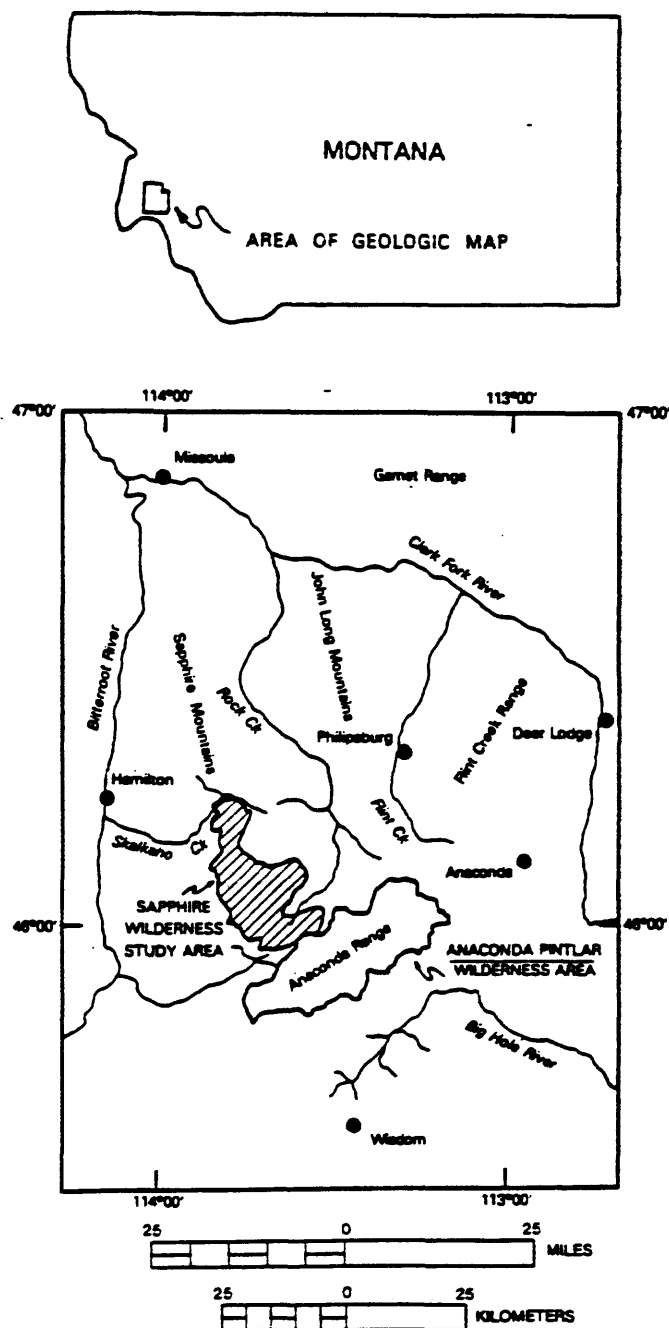 MONTANA
AREA OF GEOLOGIC MAP
114°00' 113°00'
47°00' 47°00'
Missoula
Garnet Range
Clark Fork River
John Long Mountains
Bitterroot River
Sapphire Mountains
Rock Ck
Philipsburg
Flint Creek Range
Deer Lodge
Hamilton
Flint Ck
Skalkaho Ck
Anaconda
46°00' 46°00'
SAPPHIRE
WILDERNESS
STUDY AREA
Anaconda Range
ANACONDA PINTLAR
WILDERNESS AREA
Big Hole River
Wisdom
114°00' 113°00'
25 0 25
MILES
25 0 25
KILOMETERS